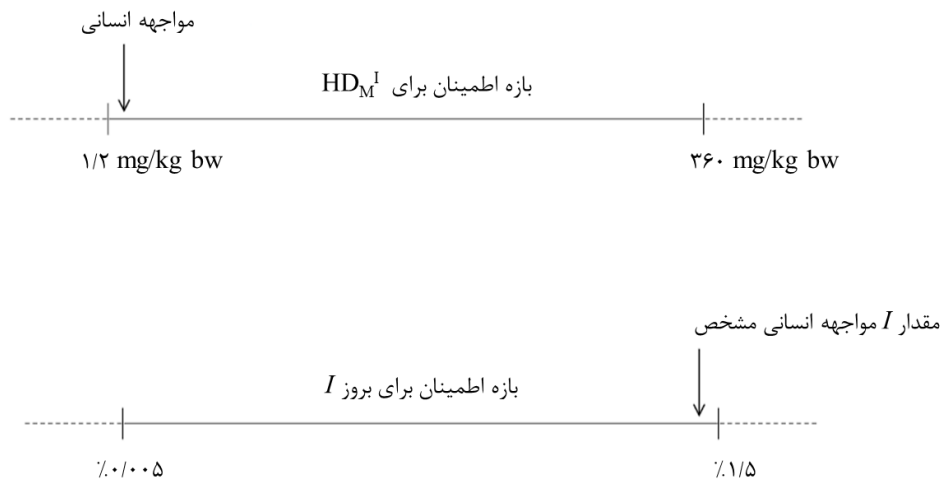 مواجهه انسانی
بازه اطمینان برای HD_M^I
۱/۲ mg/kg bw
۳۶۰ mg/kg bw
مقدار I مواجهه انسانی مشخص
بازه اطمینان برای بروز I
٪۰/۰۰۵
٪۱/۵